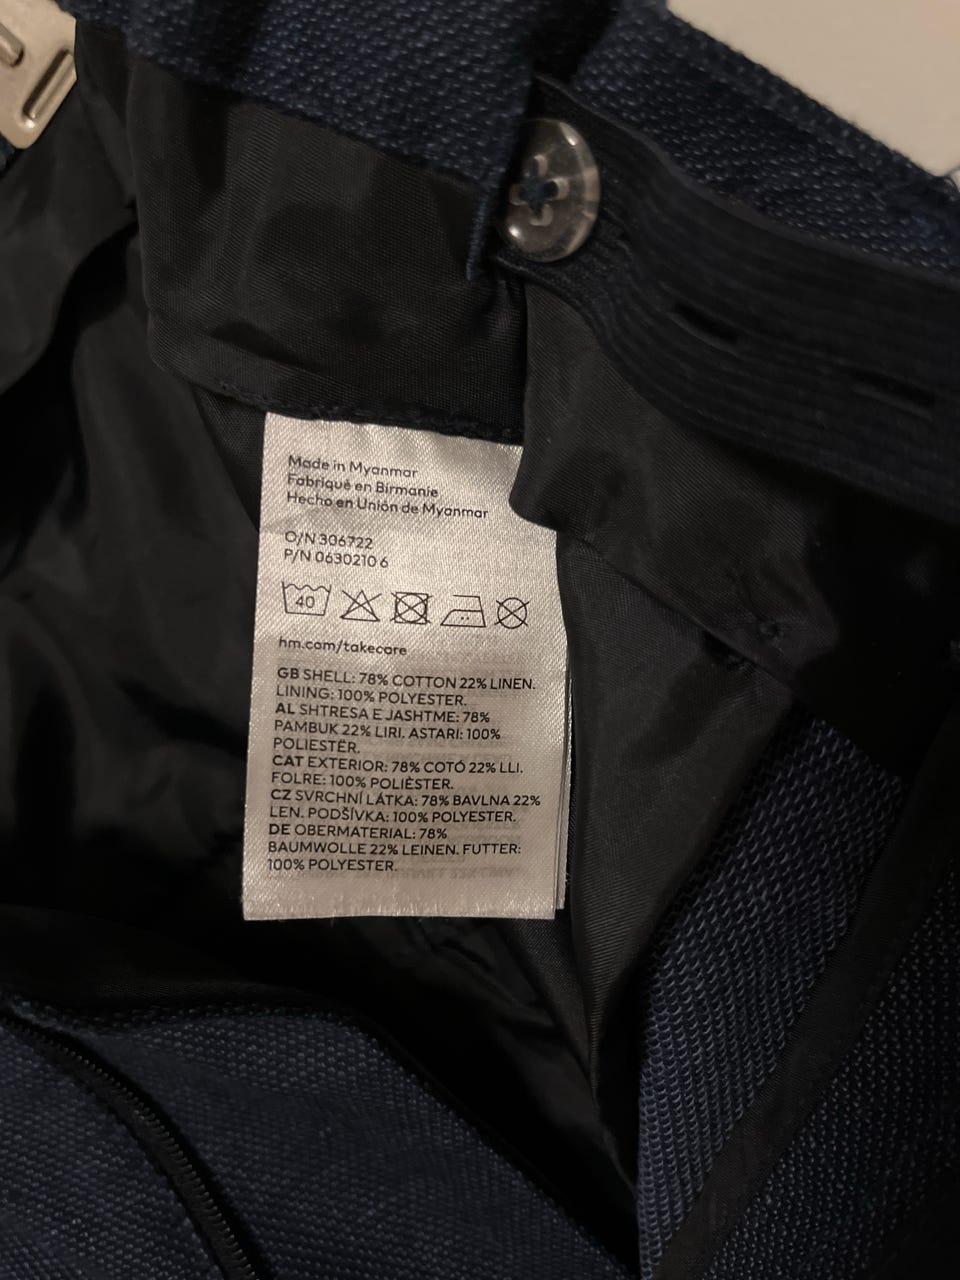 Made in Myanmar
Fabriqué en Birmanie
Hecho en Unión de Myanmar
O/N 306722
P/N 0630210 6
40
hm.com/takecare
GB SHELL: 78% COTTON 22% LINEN.
LINING: 100% POLYESTER.
AL SHTRESA E JASHTME: 78%
PAMBUK 22% LIRI. ASTARI: 100%
POLIESTËR.
CAT EXTERIOR: 78% COTÓ 22% LLI.
FOLRE: 100% POLIÈSTER.
CZ SVRCHNÍ LÁTKA: 78% BAVLNA 22%
LEN. PODŠÍVKA: 100% POLYESTER.
DE OBERMATERIAL: 78%
BAUMWOLLE 22% LEINEN. FUTTER:
100% POLYESTER.